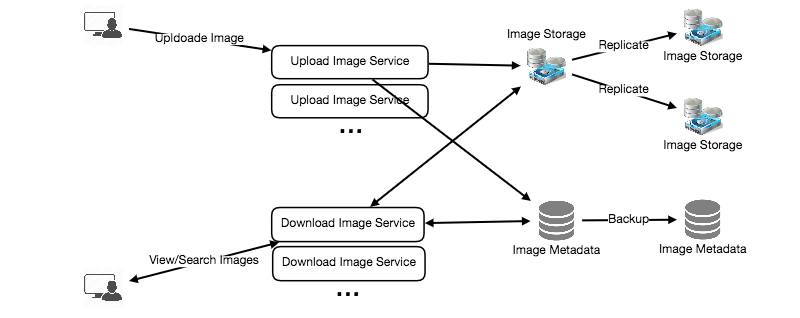 Upldoade Image
Upload Image Service
Upload Image Service
...
Image Storage
Replicate
Image Storage
Replicate
Image Storage
Download Image Service
Download Image Service
...
View/Search Images
Image Metadata
Backup
Image Metadata